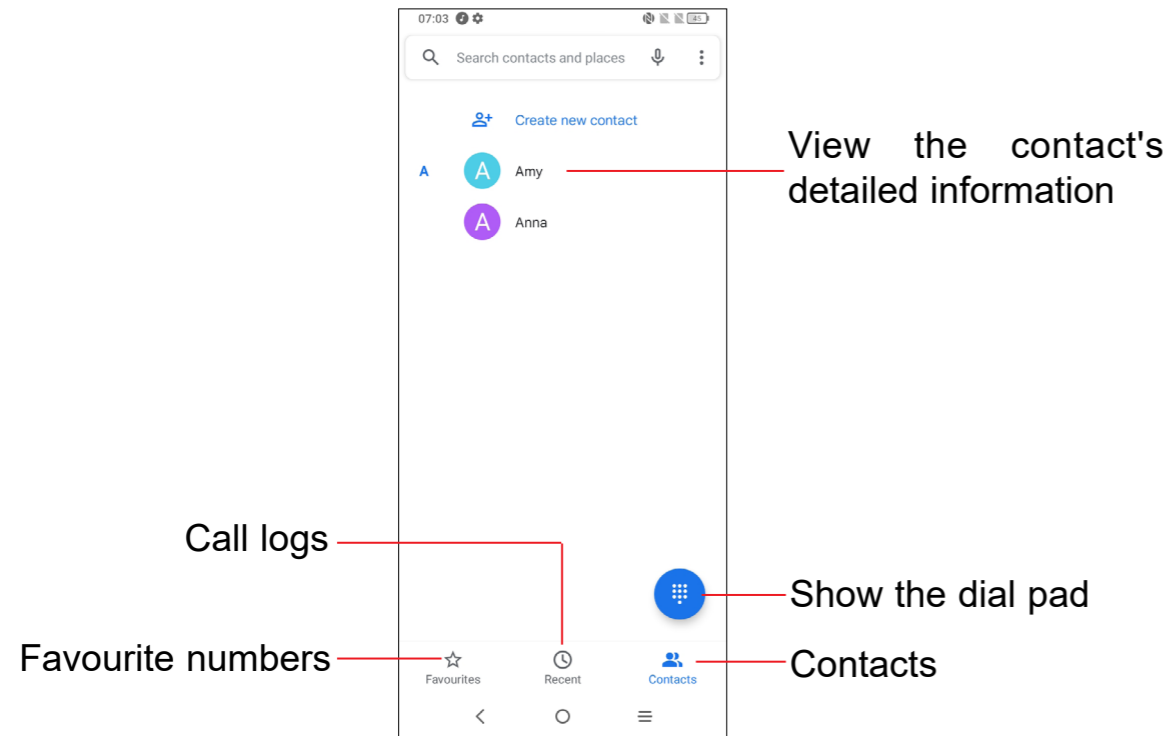 07:03
45
Search contacts and places
Create new contact
View the contact's
detailed information
A
A
Amy
A
Anna
Call logs
Show the dial pad
Favourite numbers
Contacts
Favourites
Recent
Contacts